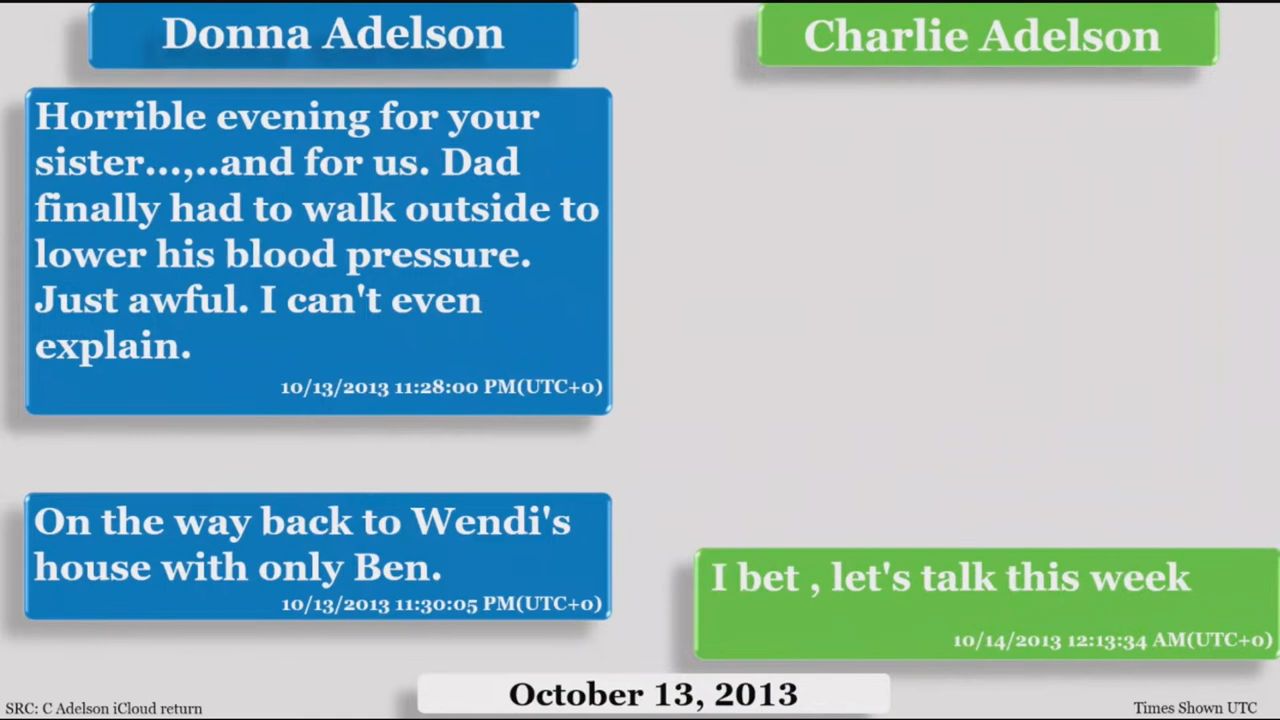 Donna Adelson
Charlie Adelson
Horrible evening for your
sister...,..and for us. Dad
finally had to walk outside to
lower his blood pressure.
Just awful. I can't even
explain.
10/13/2013 11:28:00 PM(UTC+0)
On the way back to Wendi's
house with only Ben.
10/13/2013 11:30:05 PM(UTC+0)
I bet , let's talk this week
10/14/2013 12:13:34 AM(UTC+0)
October 13, 2013
SRC: C Adelson iCloud return
Times Shown UTC